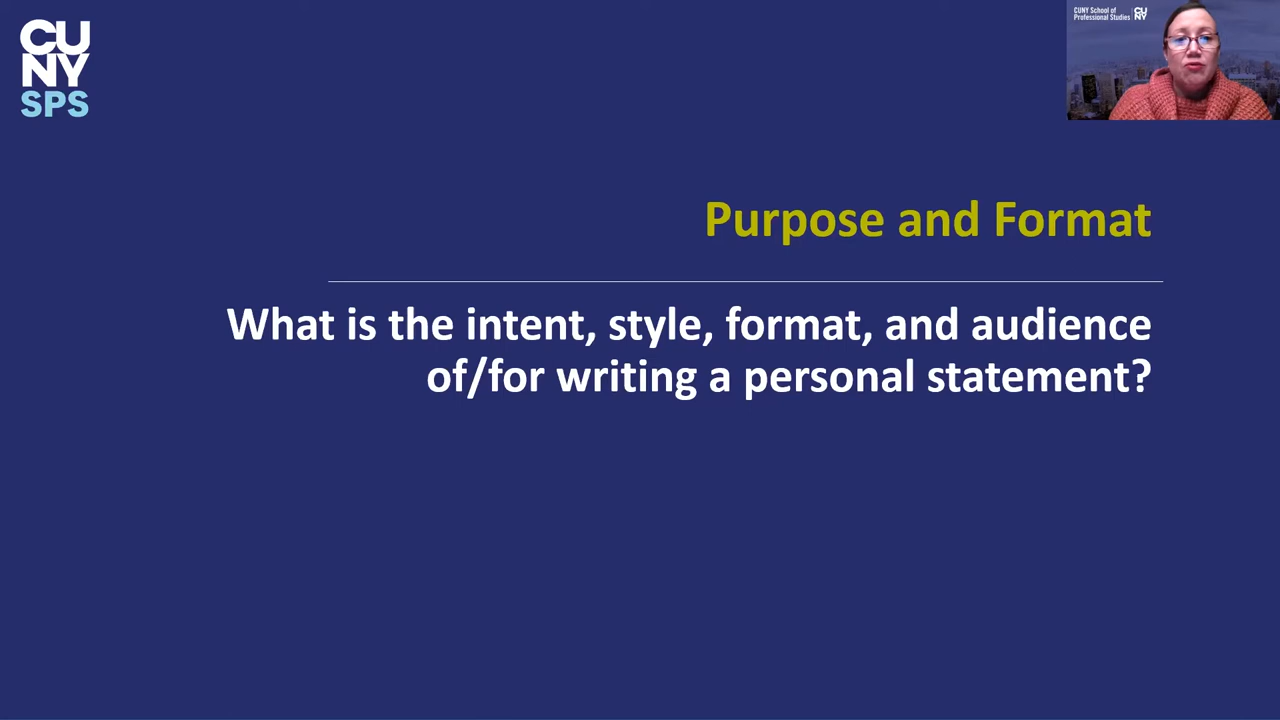 CU
NY
SPS
CUNY School of
Professional Studies
CU
NY
Purpose and Format
What is the intent, style, format, and audience
of/for writing a personal statement?